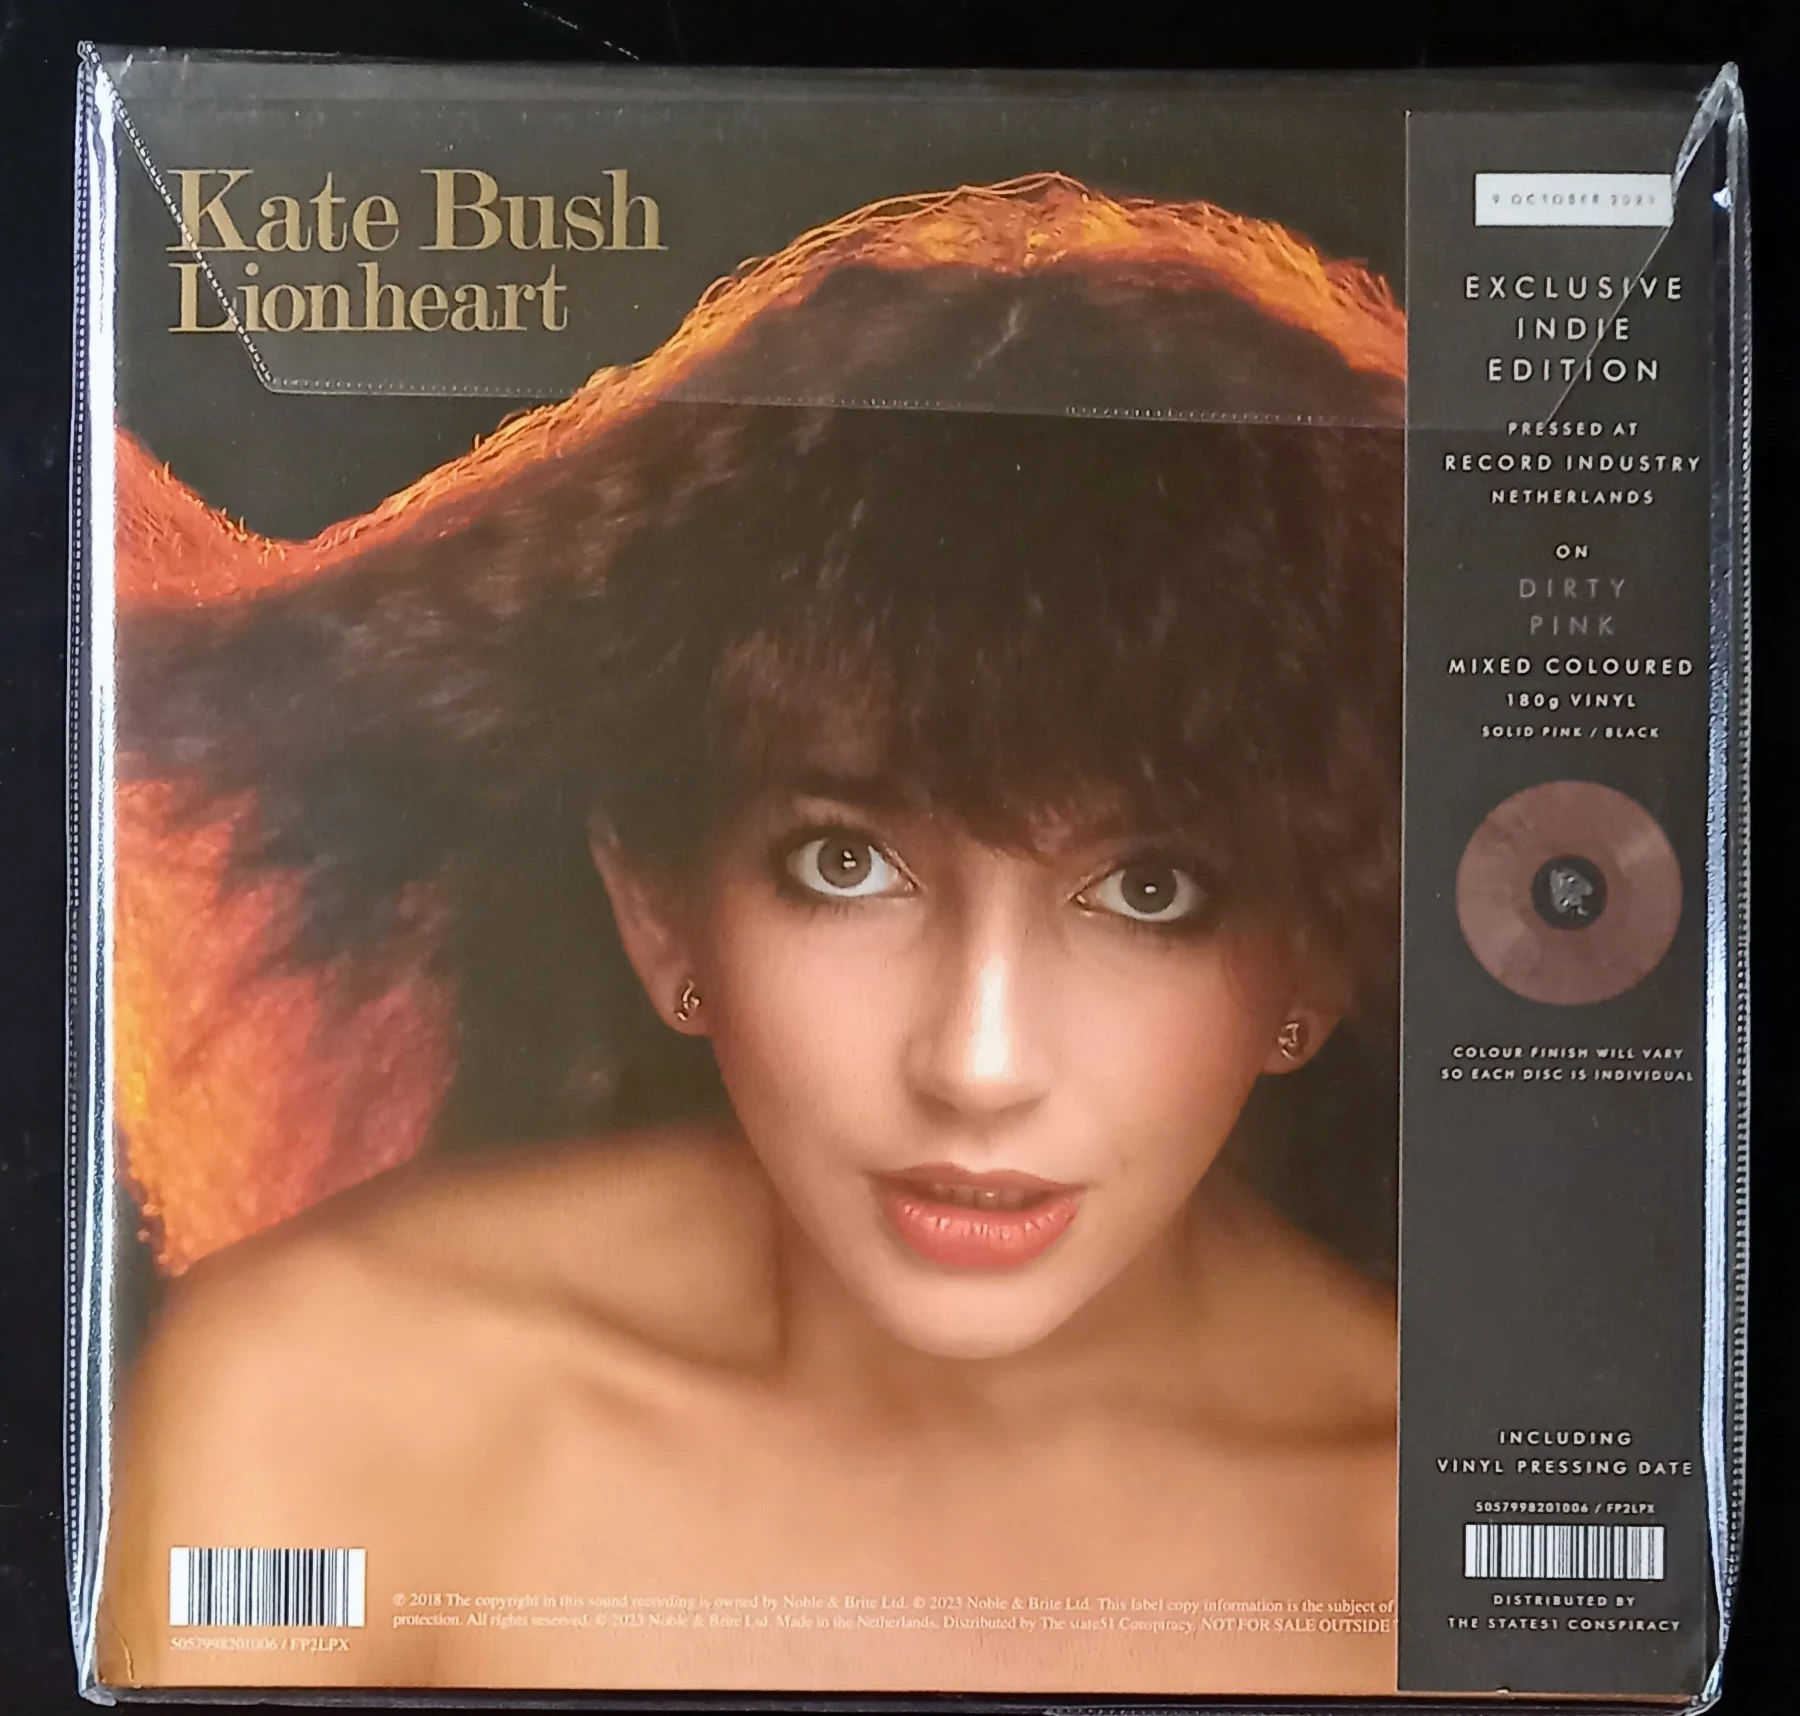 Kate Bush
Lionheart
9 OCTOBER 2023
EXCLUSIVE
INDIE
EDITION
PRESSED AT
RECORD INDUSTRY
NETHERLANDS
ON
DIRTY
PINK
MIXED COLOURED
180g VINYL
SOLID PINK / BLACK
COLOUR FINISH WILL VARY
SO EACH DISC IS INDIVIDUAL
INCLUDING
VINYL PRESSING DATE
5057998201006 / FP2LPX
DISTRIBUTED BY
THE STATE51 CONSPIRACY
℗ 2018 The copyright in this sound recording is owned by Noble & Brite Ltd. © 2023 Noble & Brite Ltd. This label copy information is the subject of
protection. All rights reserved. © 2023 Noble & Brite Ltd. Made in the Netherlands. Distributed by The state51 Conspiracy. NOT FOR SALE OUTSIDE
5057998201006 / FP2LPX